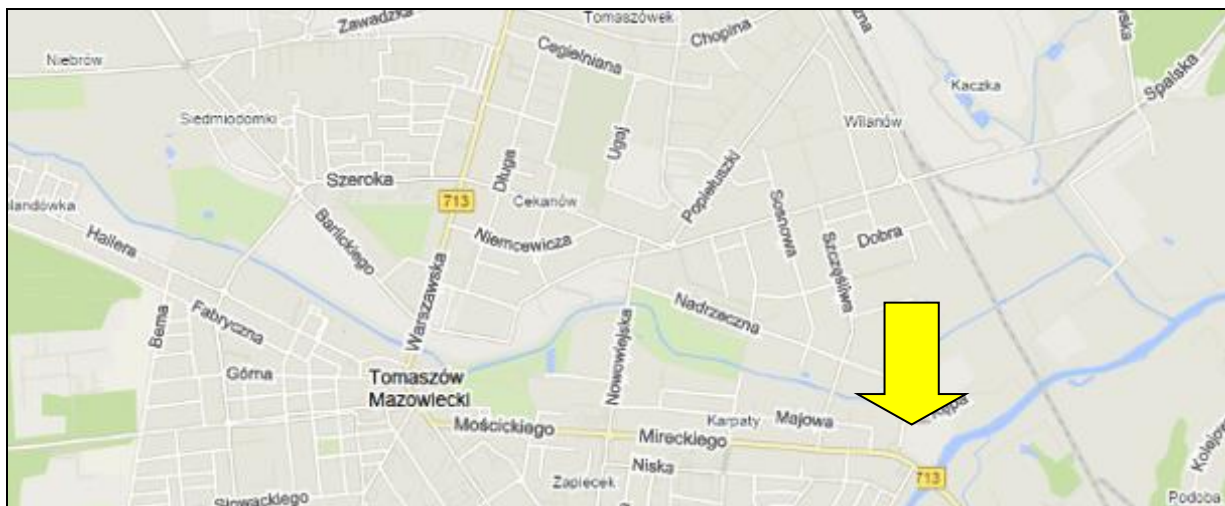 Zawadzka
Tomaszówek
Chopina
Niebrów
Cegielniana
Kaczka
Spalska
Siedmiodomki
Wilanów
Ugaj
Długa
Szeroka
713
Cekanów
Popiełuszki
Sosnowa
Hallera
Barlickiego
Niemcewicza
Szczęśliwa
Dobra
Warszawska
Nadrzeczna
Bema
Fabryczna
Nowowiejska
Górna
Tomaszów
Mazowiecki
Mościckiego
Karpaty
Majowa
Mireckiego
Niska
Zapiecek
713
Kolejow
Podoba
Słowackiego